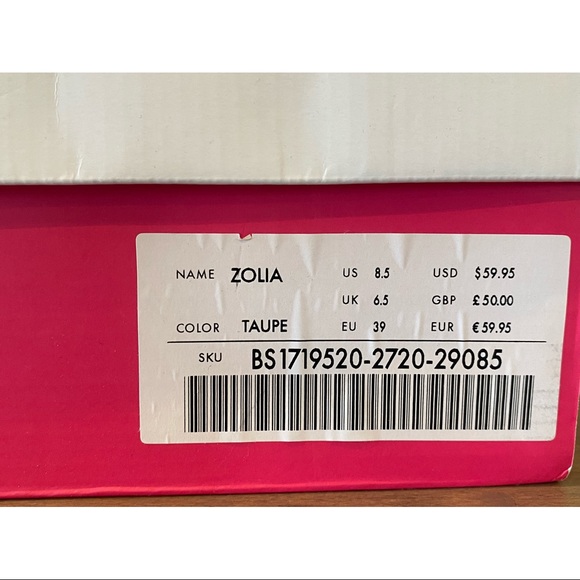 NAME ZOLIA US 8.5 USD $59.95
UK 6.5 GBP £50.00
COLOR TAUPE EU 39 EUR €59.95
SKU BS1719520-2720-29085